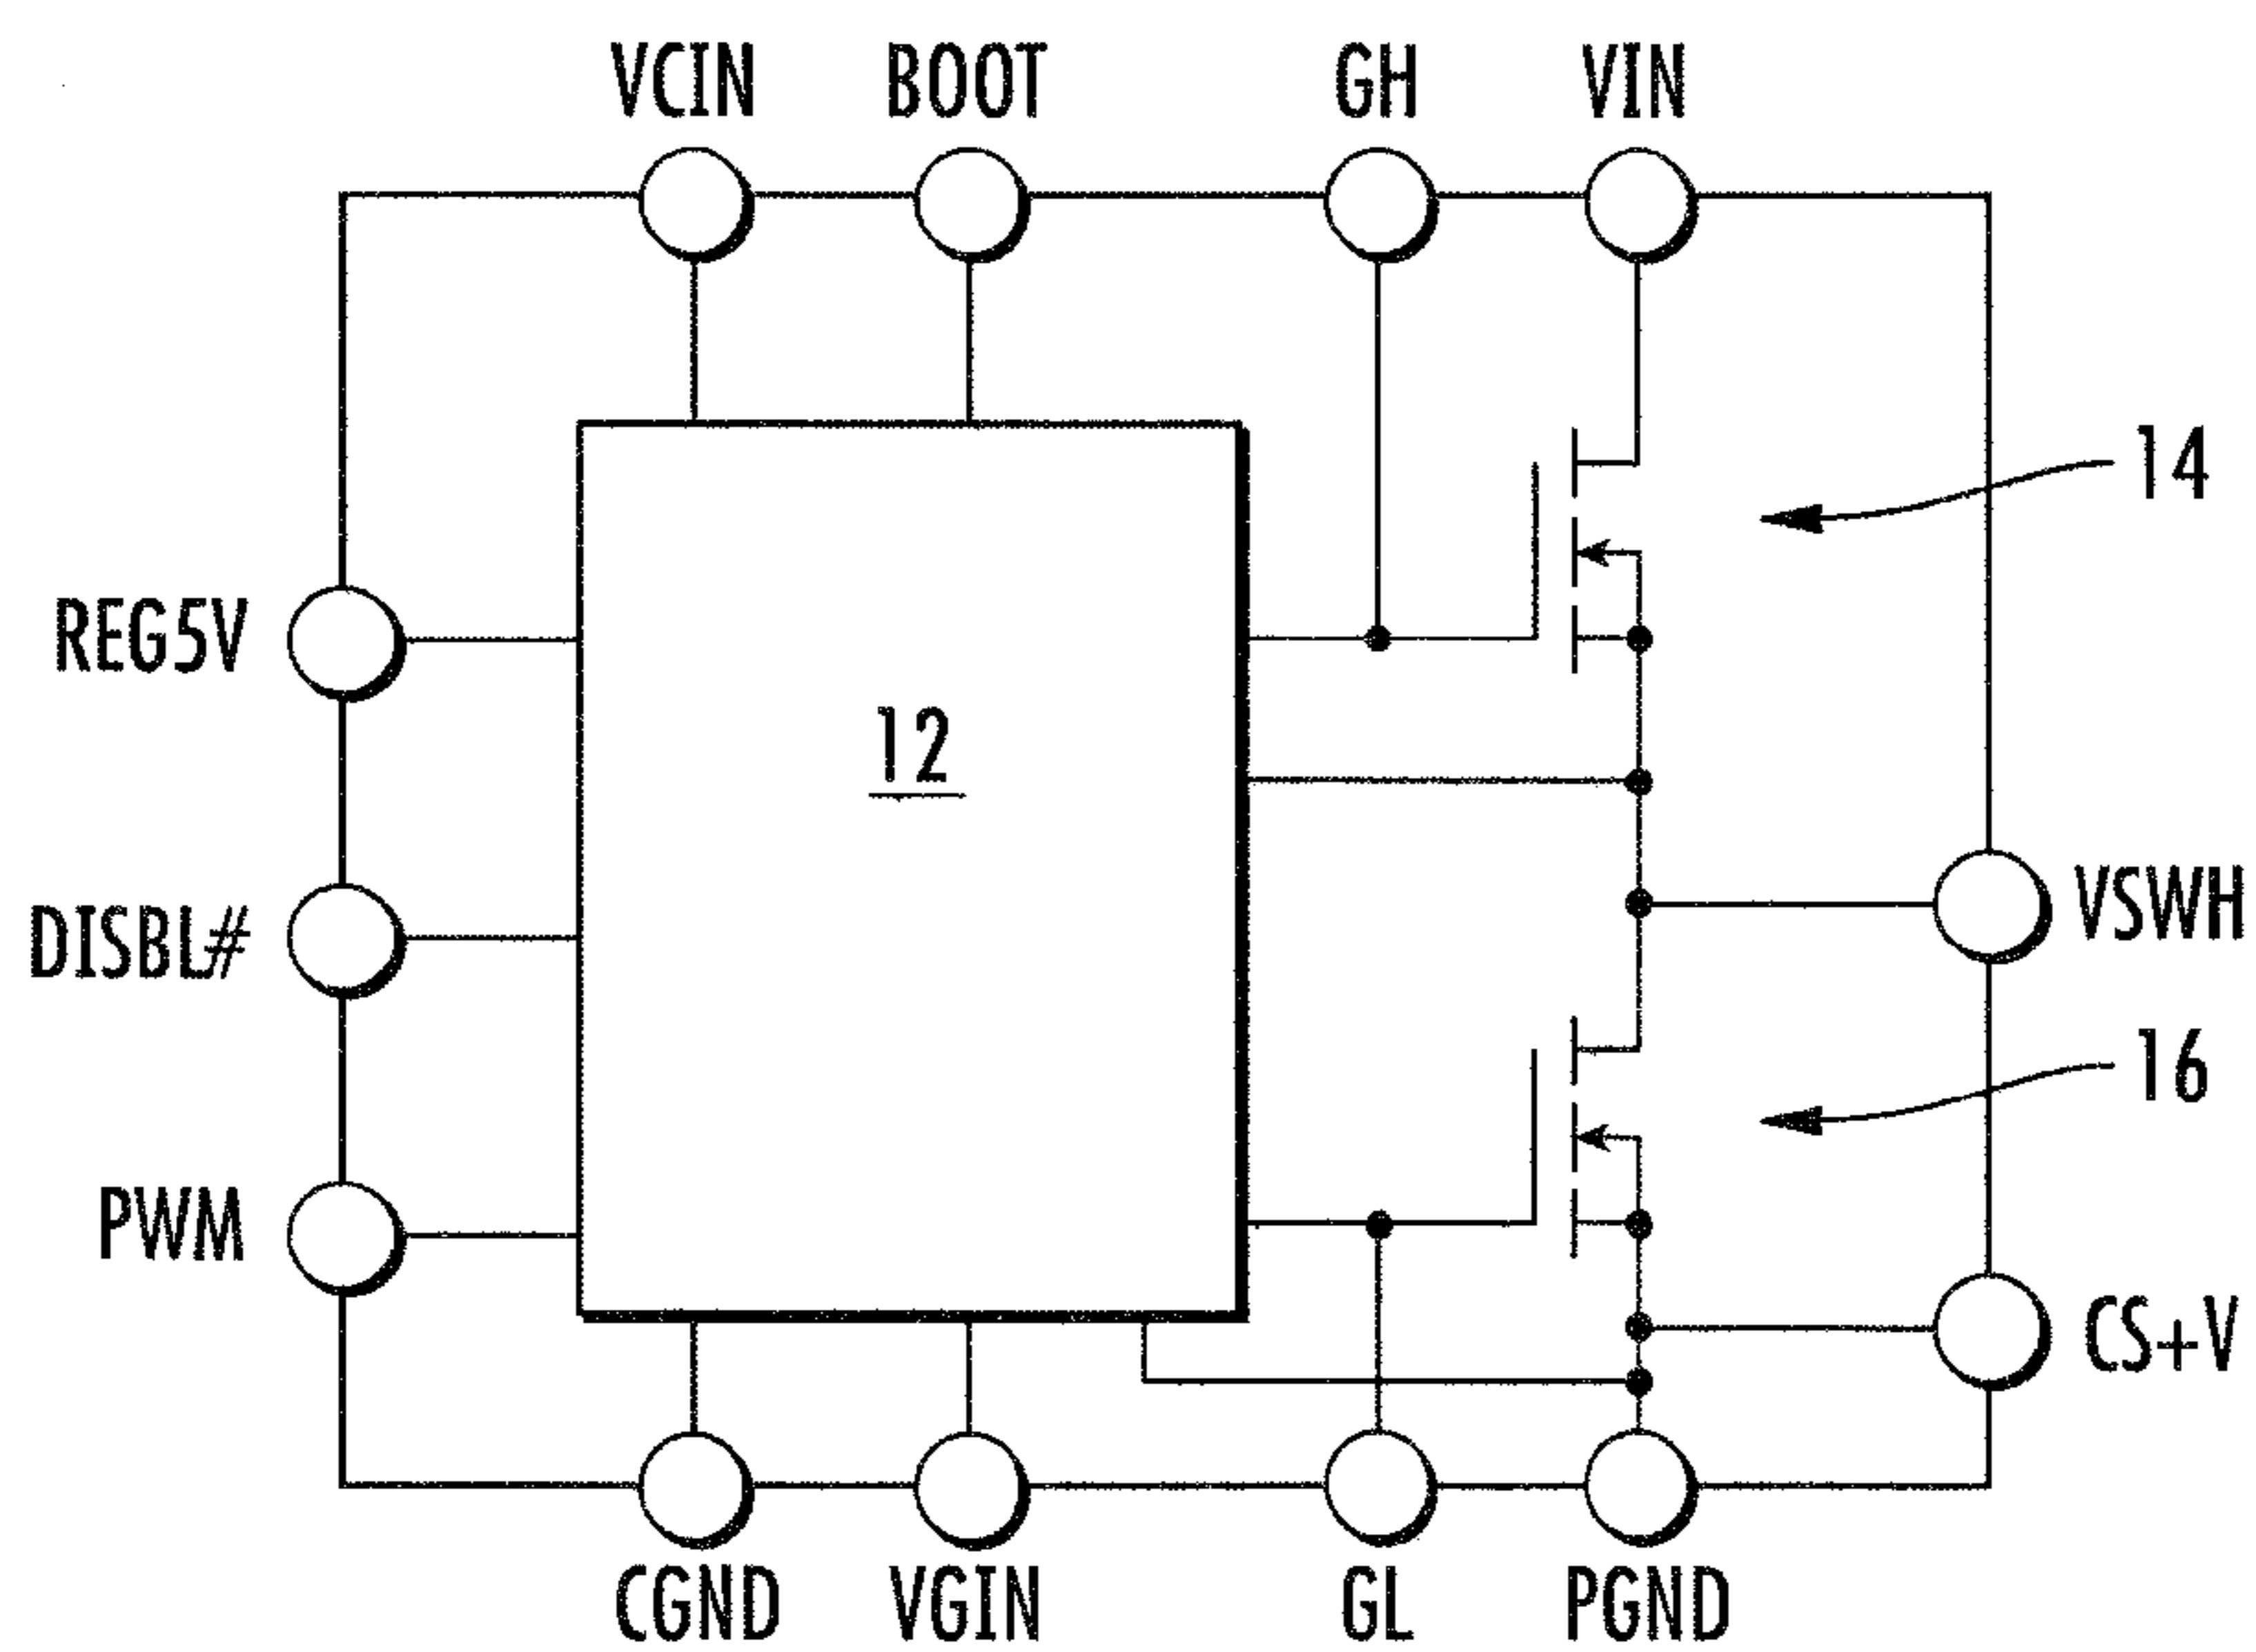 VCIN BOOT GH VIN
14
REG5V
12
VSWH
DISBL#
16
PWM
CS+V
CGND VGIN GL PGND